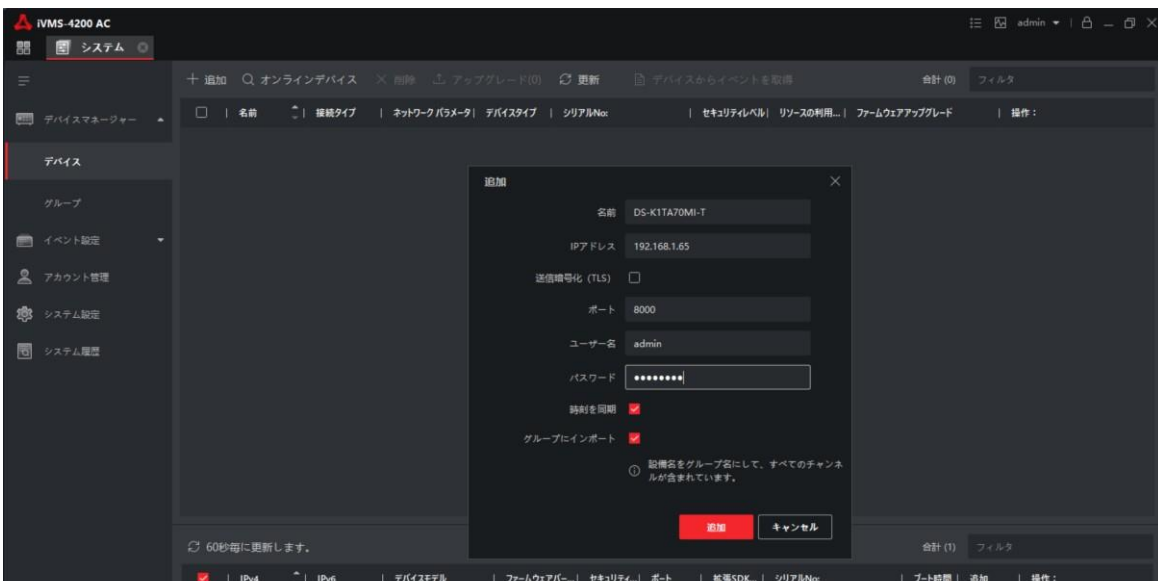 iVMS-4200 AC
admin
システム
追加 オンラインデバイス 削除 アップグレード(0) 更新 デバイスからイベントを取得 合計 (0) フィルタ
名前 接続タイプ ネットワークパラメータ デバイスタイプ シリアルNo: セキュリティレベル リソースの利用... ファームウェアアップグレード 操作：
デバイスマネージャー
デバイス
グループ
イベント設定
アカウント管理
システム設定
システム履歴
追加
名前 DS-K1TA70MI-T
IPアドレス 192.168.1.65
送信暗号化 (TLS)
ポート 8000
ユーザー名 admin
パスワード ••••••••
時刻を同期
グループにインポート
設備名をグループ名にして、すべてのチャンネ
ルが含まれています。
追加 キャンセル
60秒毎に更新します。 合計 (1) フィルタ
IPv4 IPv6 デバイスモデル ファームウェアバー... セキュリティ... ポート 拡張SDK... シリアルNo: ブート時間 追加 操作：